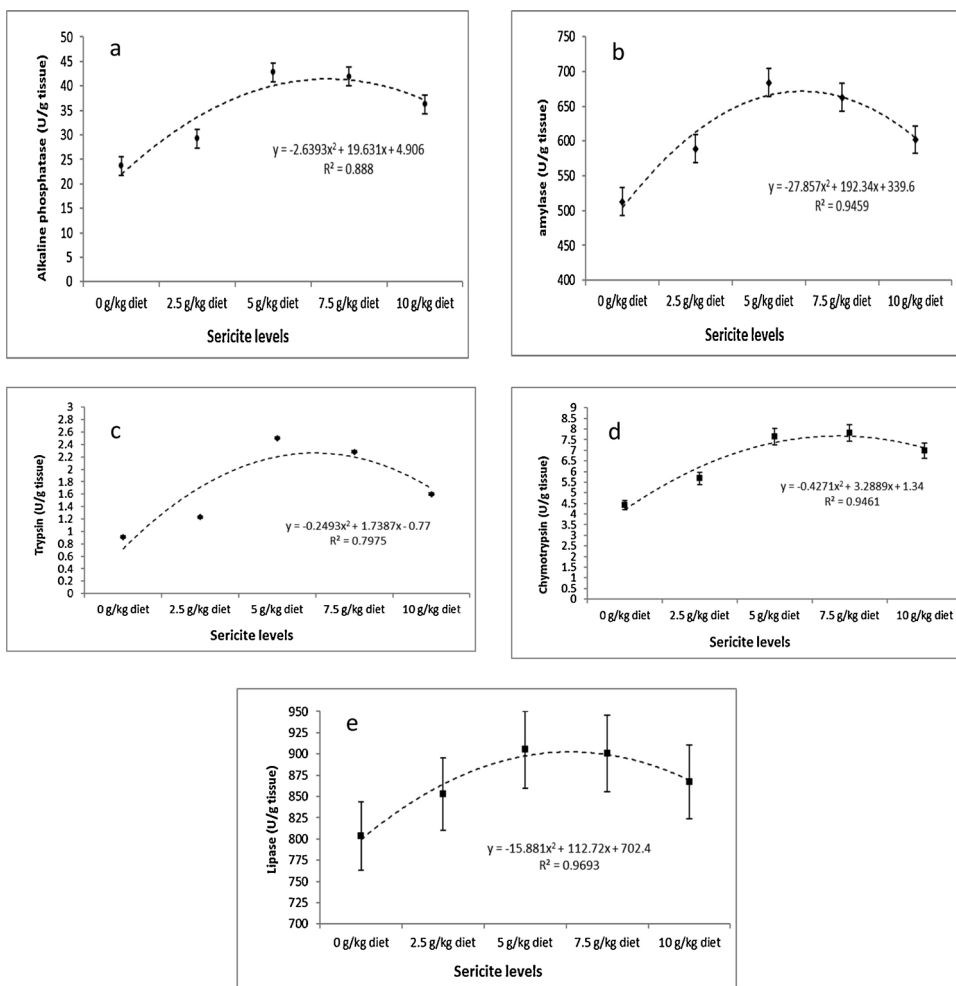 a
Alkaline phosphatase (U/g tissue)
50
45
40
35
30
25
20
15
10
5
0
y = -2.6393x² + 19.631x + 4.906
R² = 0.888
0 g/kg diet 2.5 g/kg diet 5 g/kg diet 7.5 g/kg diet 10 g/kg diet
Sericite levels
b
amylase (U/g tissue)
750
700
650
600
550
500
450
400
y = -27.857x² + 192.34x + 339.6
R² = 0.9459
0 g/kg diet 2.5 g/kg diet 5 g/kg diet 7.5 g/kg diet 10 g/kg diet
Sericite levels
c
Trypsin (U/g tissue)
3
2.8
2.6
2.4
2.2
2
1.8
1.6
1.4
1.2
1
0.8
0.6
0.4
0.2
0
y = -0.2493x² + 1.7387x - 0.77
R² = 0.7975
0 g/kg diet 2.5 g/kg diet 5 g/kg diet 7.5 g/kg diet 10 g/kg diet
Sericite levels
d
Chymotrypsin (U/g tissue)
9
8.5
8
7.5
7
6.5
6
5.5
5
4.5
4
3.5
3
2.5
2
1.5
1
0.5
0
y = -0.4271x² + 3.2889x + 1.34
R² = 0.9461
0 g/kg diet 2.5 g/kg diet 5 g/kg diet 7.5 g/kg diet 10 g/kg diet
Sericite levels
e
Lipase (U/g tissue)
950
925
900
875
850
825
800
775
750
725
700
y = -15.881x² + 112.72x + 702.4
R² = 0.9693
0 g/kg diet 2.5 g/kg diet 5 g/kg diet 7.5 g/kg diet 10 g/kg diet
Sericite levels